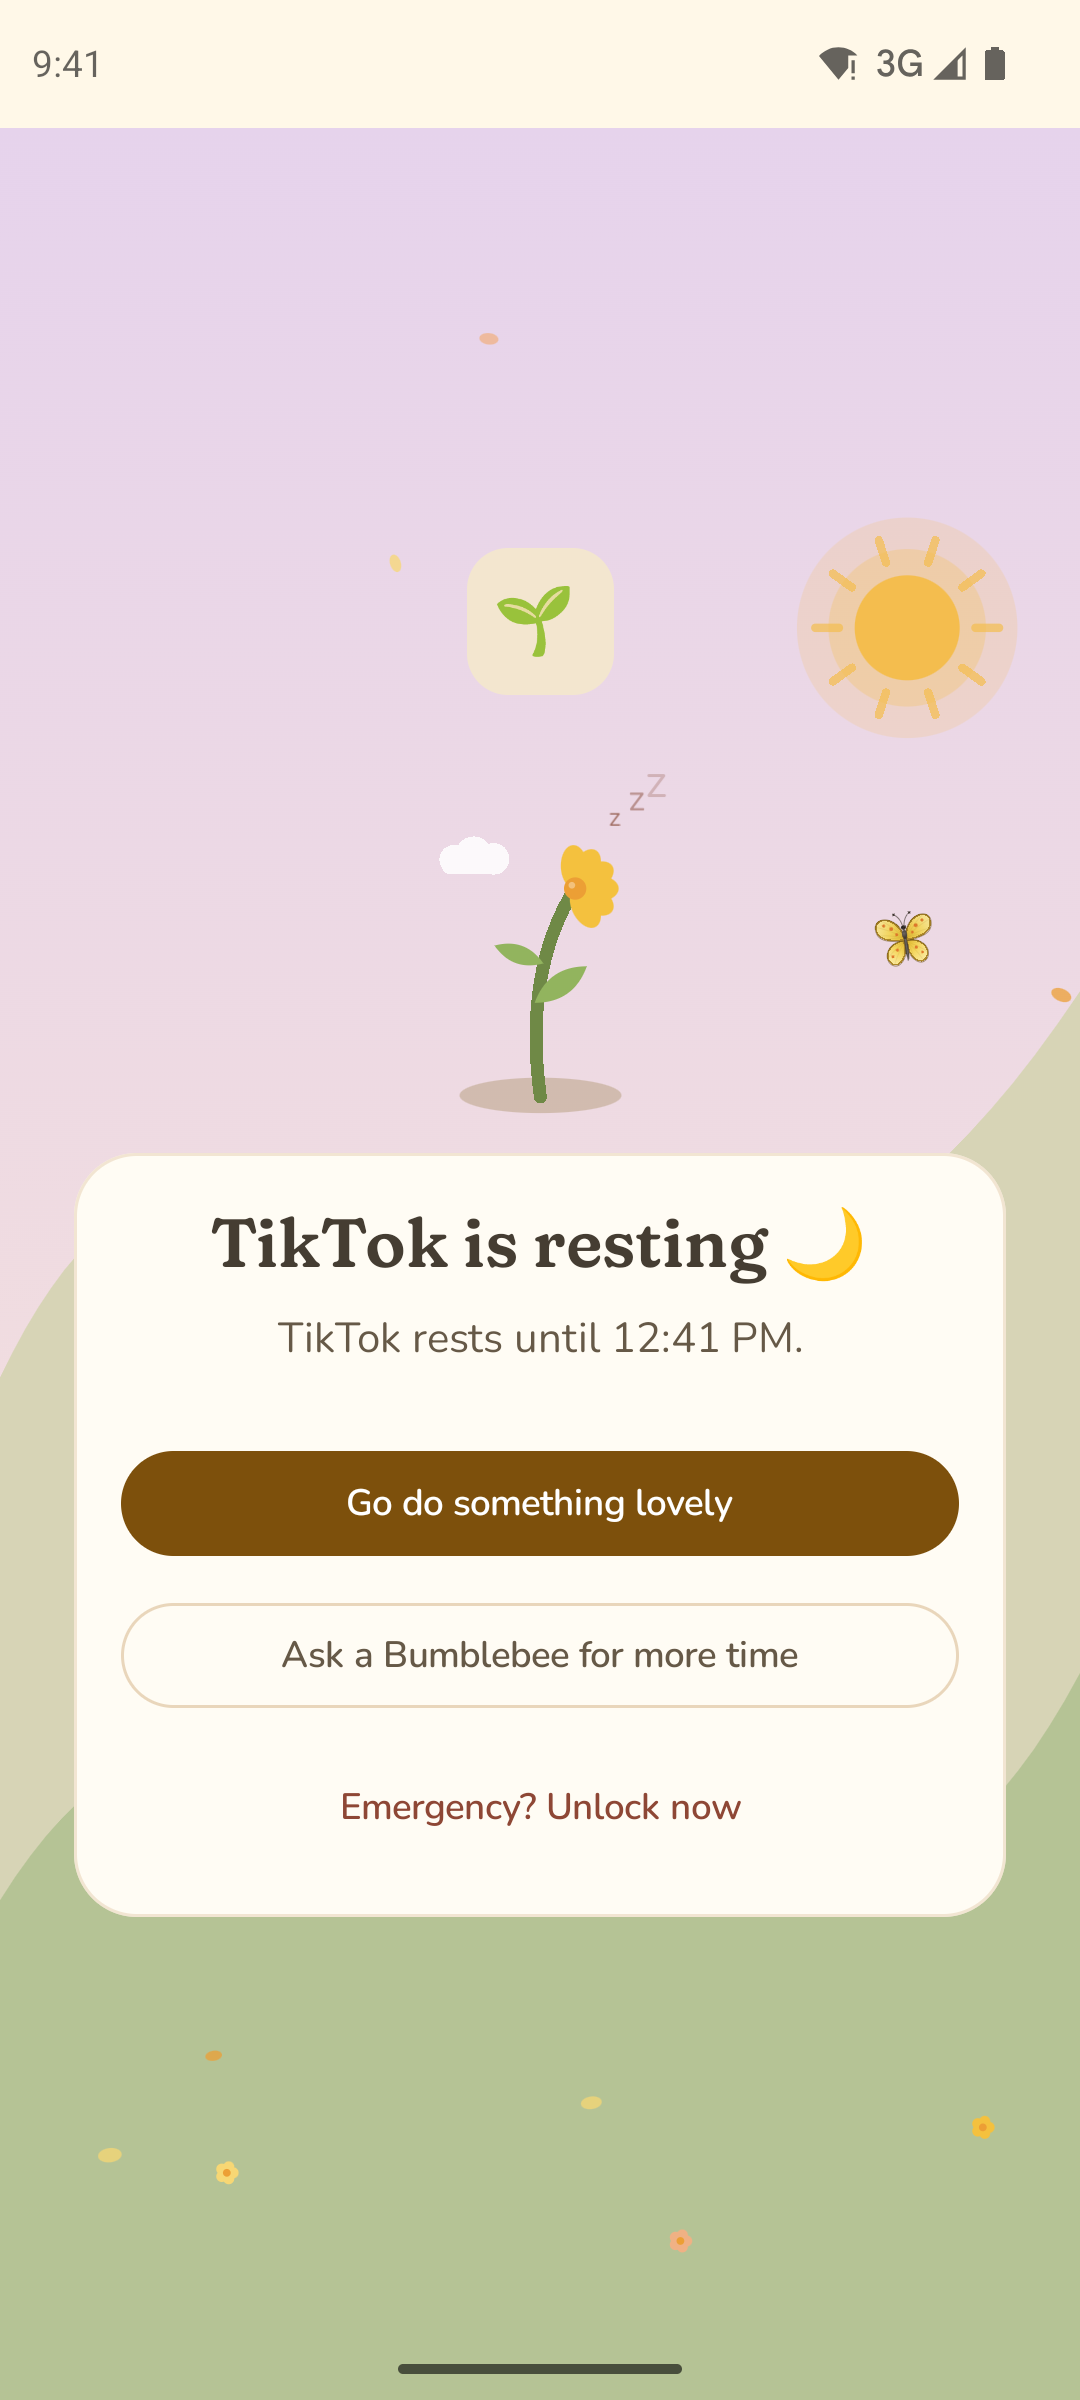 9:41
3G
z z Z
TikTok is resting 🌙
TikTok rests until 12:41 PM.
Go do something lovely
Ask a Bumblebee for more time
Emergency? Unlock now